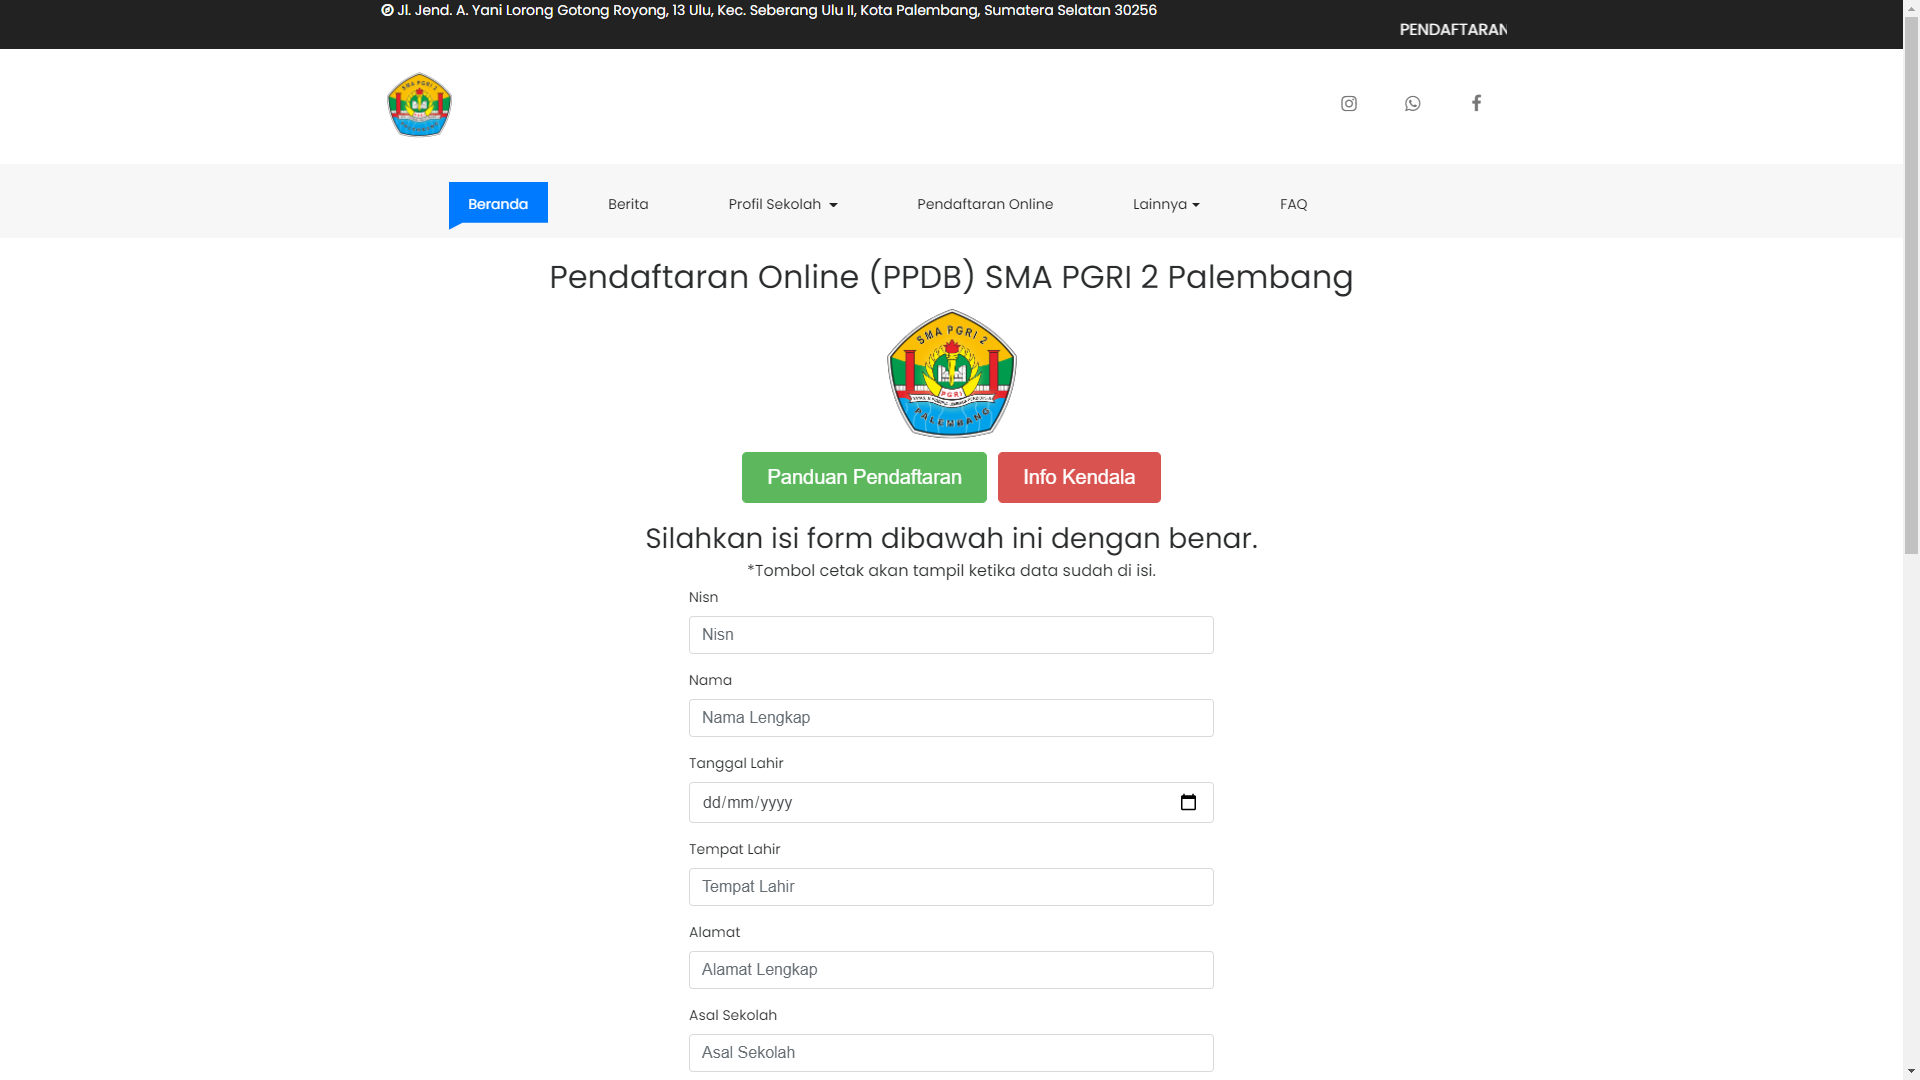 Jl. Jend. A. Yani Lorong Gotong Royong, 13 Ulu, Kec. Seberang Ulu II, Kota Palembang, Sumatera Selatan 30256
PENDAFTARAN
Beranda
Berita
Profil Sekolah
Pendaftaran Online
Lainnya
FAQ
Pendaftaran Online (PPDB) SMA PGRI 2 Palembang
SMA PGRI 2
PGRI
PALEMBANG
Panduan Pendaftaran
Info Kendala
Silahkan isi form dibawah ini dengan benar.
*Tombol cetak akan tampil ketika data sudah di isi.
Nisn
Nisn
Nama
Nama Lengkap
Tanggal Lahir
dd/mm/yyyy
Tempat Lahir
Tempat Lahir
Alamat
Alamat Lengkap
Asal Sekolah
Asal Sekolah